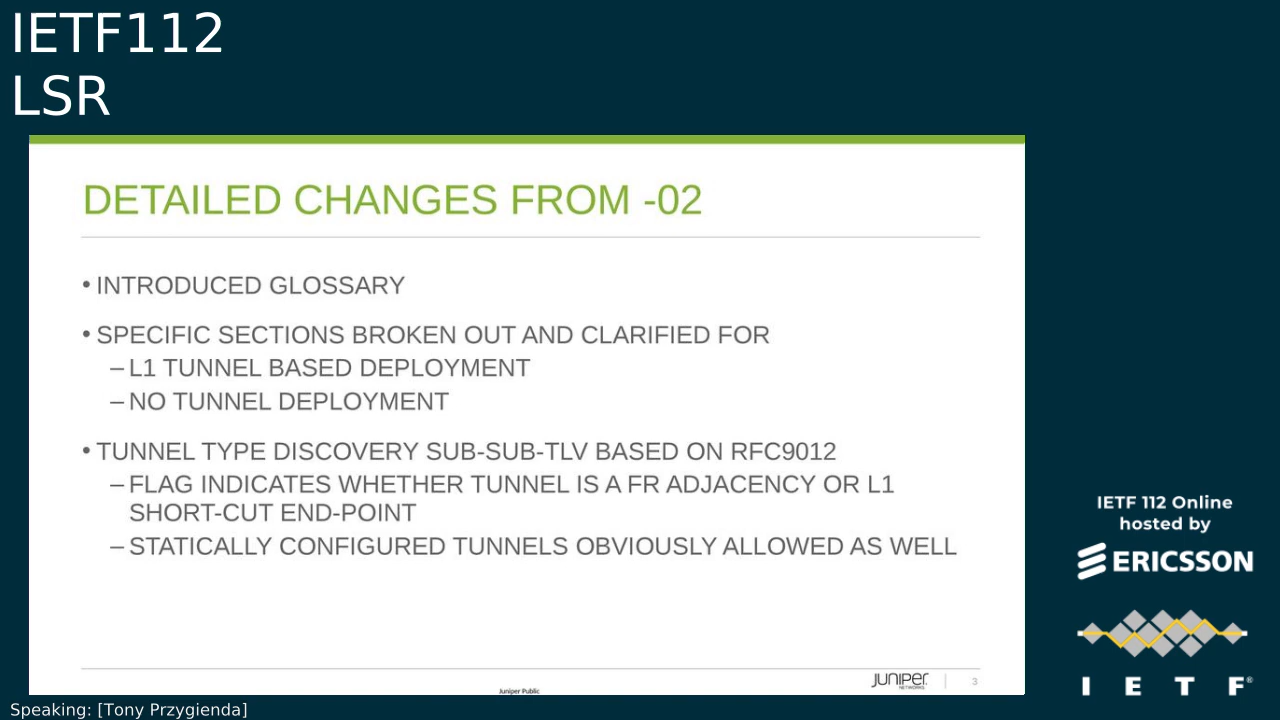 IETF112
LSR
DETAILED CHANGES FROM -02
• INTRODUCED GLOSSARY
• SPECIFIC SECTIONS BROKEN OUT AND CLARIFIED FOR
– L1 TUNNEL BASED DEPLOYMENT
– NO TUNNEL DEPLOYMENT
• TUNNEL TYPE DISCOVERY SUB-SUB-TLV BASED ON RFC9012
– FLAG INDICATES WHETHER TUNNEL IS A FR ADJACENCY OR L1
SHORT-CUT END-POINT
– STATICALLY CONFIGURED TUNNELS OBVIOUSLY ALLOWED AS WELL
IETF 112 Online
hosted by
ERICSSON
I E T F®
Juniper Public
JUNIPER
NETWORKS
3
Speaking: [Tony Przygienda]